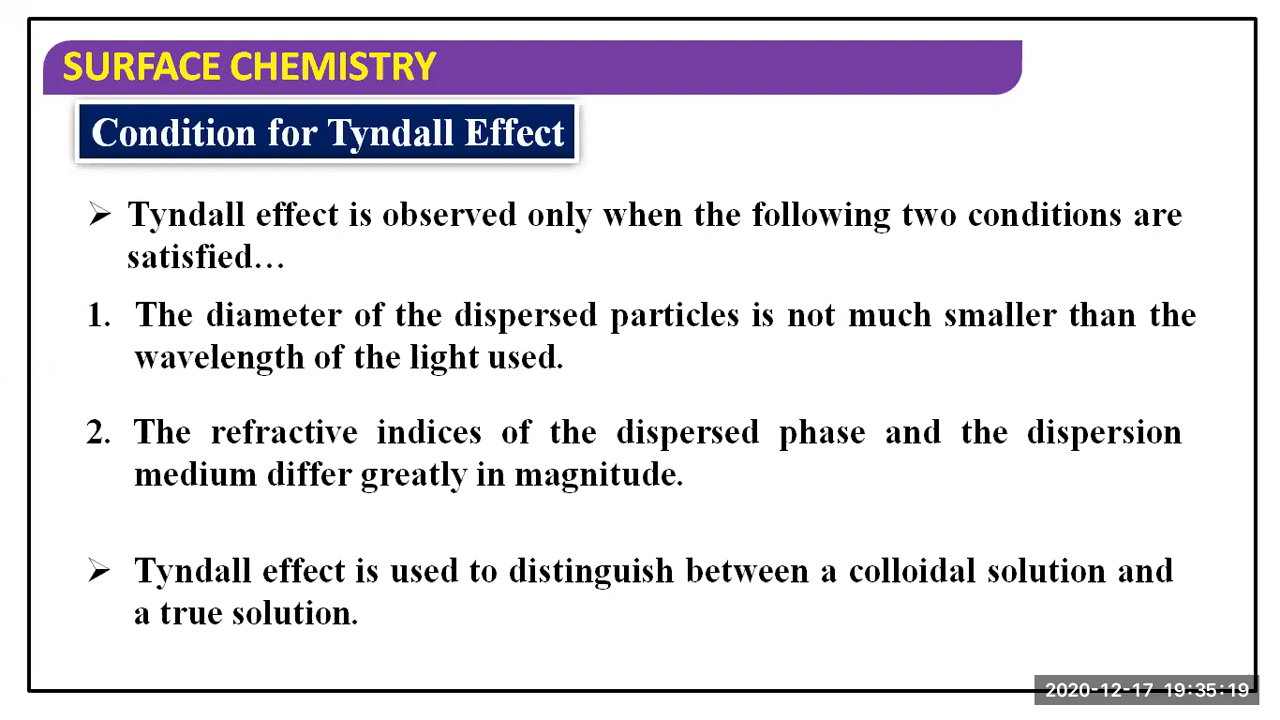 SURFACE CHEMISTRY
Condition for Tyndall Effect
➢ Tyndall effect is observed only when the following two conditions are
satisfied…
1. The diameter of the dispersed particles is not much smaller than the
wavelength of the light used.
2. The refractive indices of the dispersed phase and the dispersion
medium differ greatly in magnitude.
➢ Tyndall effect is used to distinguish between a colloidal solution and
a true solution.
2020-12-17 19:35:19